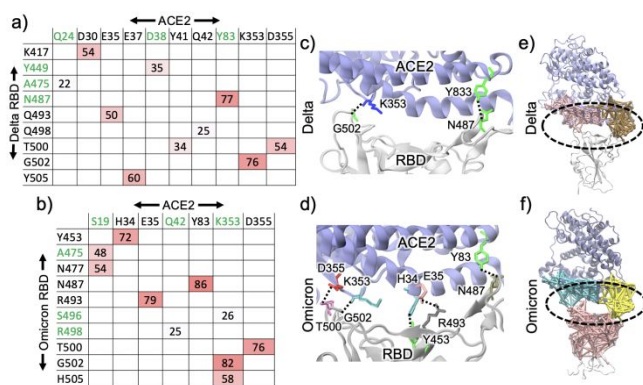 a)
ACE2
Q24 D30 E35 E37 D38 Y41 Q42 Y83 K353 D355
Delta RBD
K417 54
Y449 35
A475 22
N487 77
Q493 50
Q498 25
T500 34 54
G502 76
Y505 60
b)
ACE2
S19 H34 E35 Q42 Y83 K353 D355
Omicron RBD
Y453 72
A475 48
N477 54
N487 86
R493 79
S496 26
R498 25
T500 76
G502 82
H505 58
c)
Delta
ACE2
Y833
K353
G502
N487
RBD
d)
Omicron
ACE2
Y83
D355
K353
H34
E35
N487
T500
G502
R493
RBD
Y453
e)
Delta
f)
Omicron